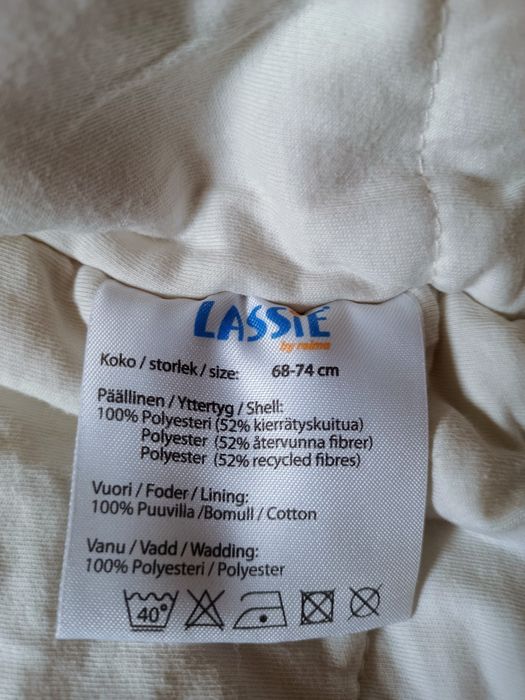 LASSIE
by reima
Koko / storlek / size: 68-74 cm
Päällinen / Yttertyg / Shell:
100% Polyesteri (52% kierrätyskuitua)
Polyester (52% återvunna fibrer)
Polyester (52% recycled fibres)
Vuori / Foder / Lining:
100% Puuvilla /Bomull / Cotton
Vanu / Vadd / Wadding:
100% Polyesteri / Polyester
40°